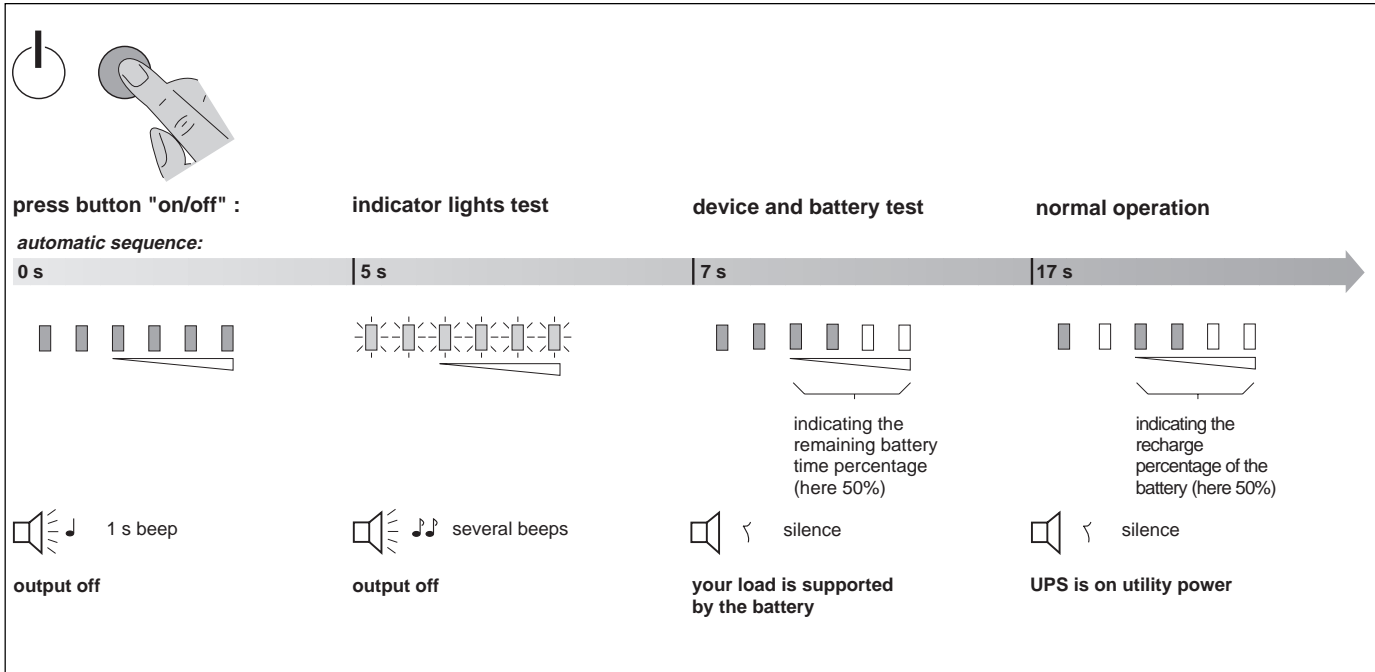 press button "on/off" :
indicator lights test
device and battery test
normal operation
automatic sequence:
0 s
5 s
7 s
17 s
indicating the
remaining battery
time percentage
(here 50%)
indicating the
recharge
percentage of the
battery (here 50%)
1 s beep
several beeps
silence
silence
output off
output off
your load is supported
by the battery
UPS is on utility power